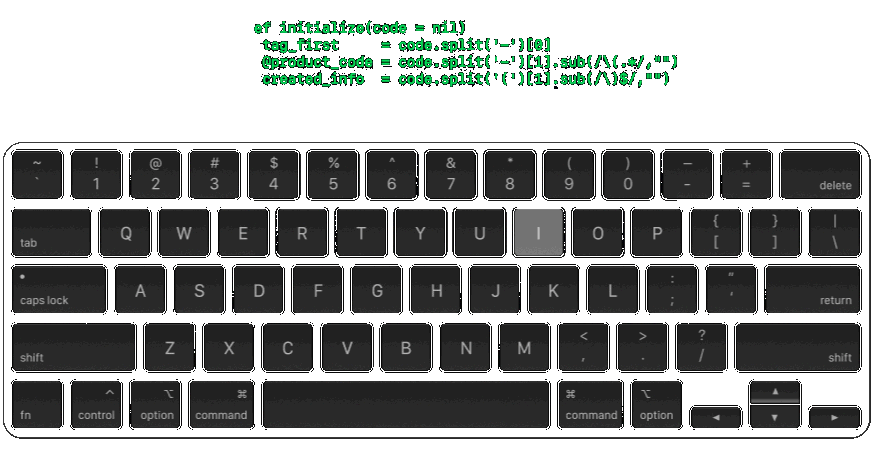 ef initialize(code = nil)
tag_first = code.split('-')[0]
@product_code = code.split('-')[1].sub(/\(.*/,"")
created_info = code.split('(')[1].sub(/\)$/,"")
~ ! @ # $ % ^ & * ( ) — +
` 1 2 3 4 5 6 7 8 9 0 - = delete
tab Q W E R T Y U I O P { [ } ] | \
caps lock A S D F G H J K L : ; " ' return
shift Z X C V B N M < , > . ? / shift
fn ^ control ⌥ option ⌘ command ⌘ command ⌥ option ◄ ▲ ▼ ►